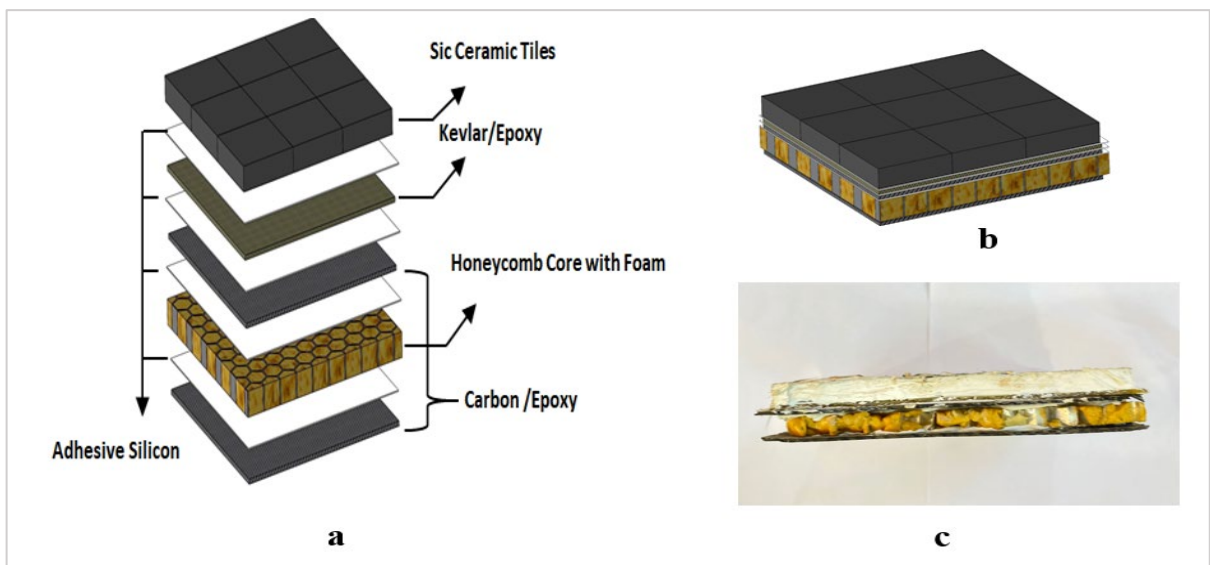 Sic Ceramic Tiles
Kevlar/Epoxy
Honeycomb Core with Foam
Carbon /Epoxy
Adhesive Silicon
a
b
c